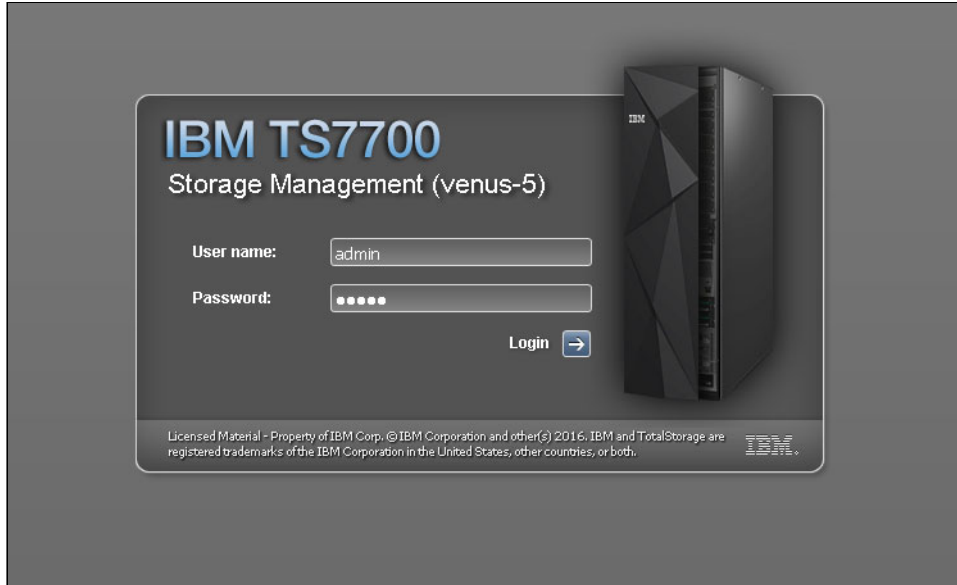 IBM
IBM TS7700
Storage Management (venus-5)
User name: admin
Password: •••••
Login
Licensed Material - Property of IBM Corp. © IBM Corporation and other(s) 2016. IBM and TotalStorage are
registered trademarks of the IBM Corporation in the United States, other countries, or both.
IBM.